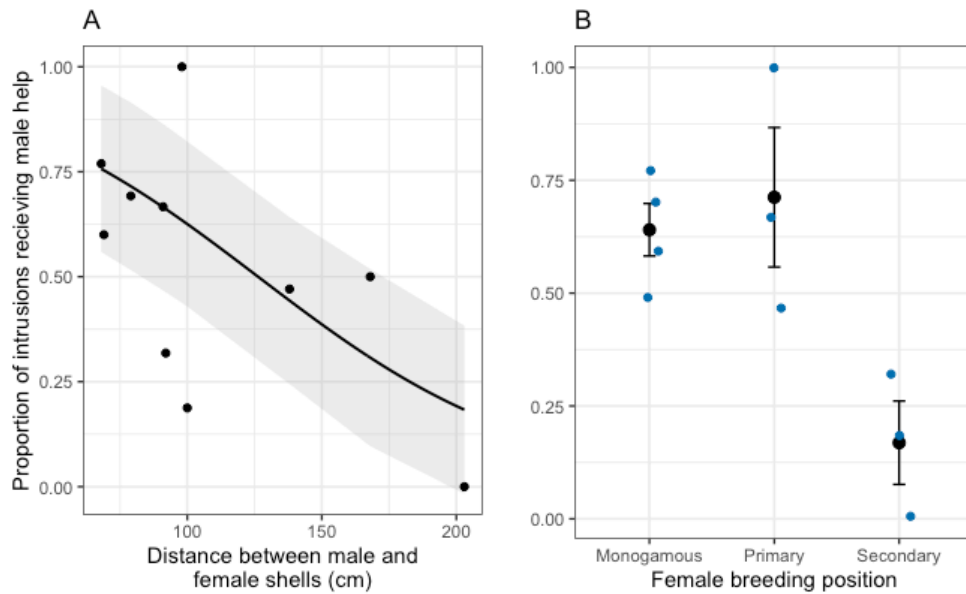 A
Proportion of intrusions recieving male help
1.00
0.75
0.50
0.25
0.00
100
150
200
Distance between male and
female shells (cm)
B
1.00
0.75
0.50
0.25
0.00
Monogamous
Primary
Secondary
Female breeding position